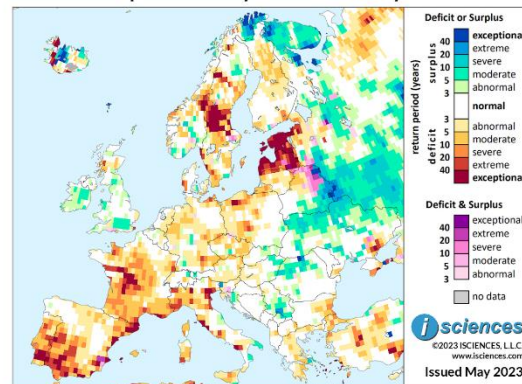 Deficit or Surplus
return period (years)
surplus
deficit
40 exceptional
20 extreme
10 severe
5 moderate
3 abnormal
normal
3 abnormal
5 moderate
10 severe
20 extreme
40 exceptional
Deficit & Surplus
40 exceptional
20 extreme
10 severe
5 moderate
3 abnormal
no data
isciences
©2023 ISCIENCES, L.L.C.
www.isciences.com
Issued May 2023